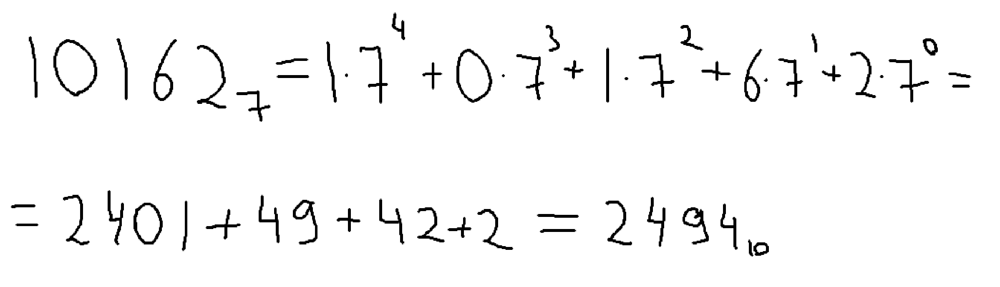 10162₇ = 1·7⁴ + 0·7³ + 1·7² + 6·7¹ + 2·7⁰ =
= 2401 + 49 + 42 + 2 = 2494₁₀